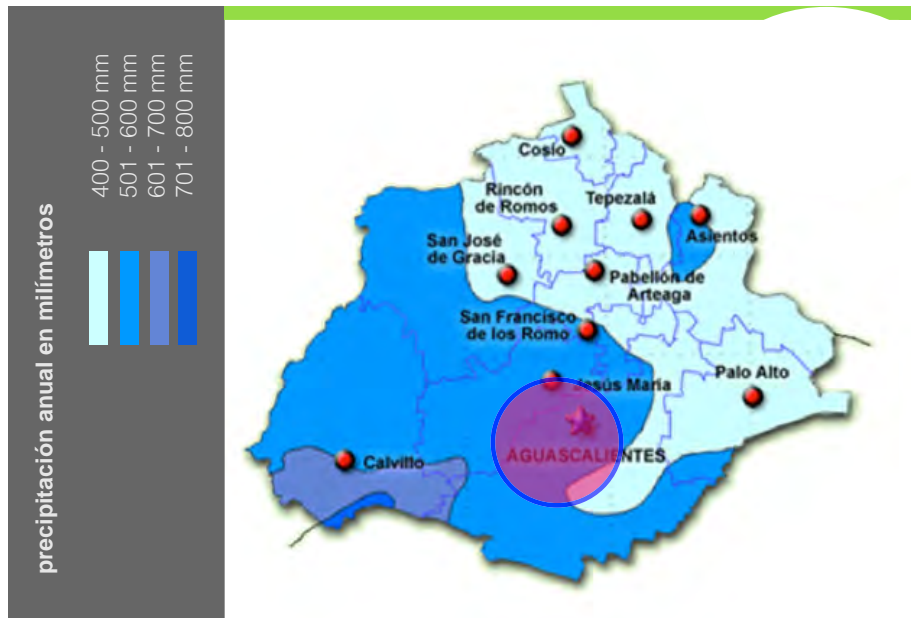 precipitación anual en milímetros
400 - 500 mm
501 - 600 mm
601 - 700 mm
701 - 800 mm
Cosío
Rincón
de Romos
Tepezalá
Asientos
San José
de Gracia
Pabellón de
Arteaga
San Francisco
de los Romo
Jesús María
Palo Alto
AGUASCALIENTES
Calvillo